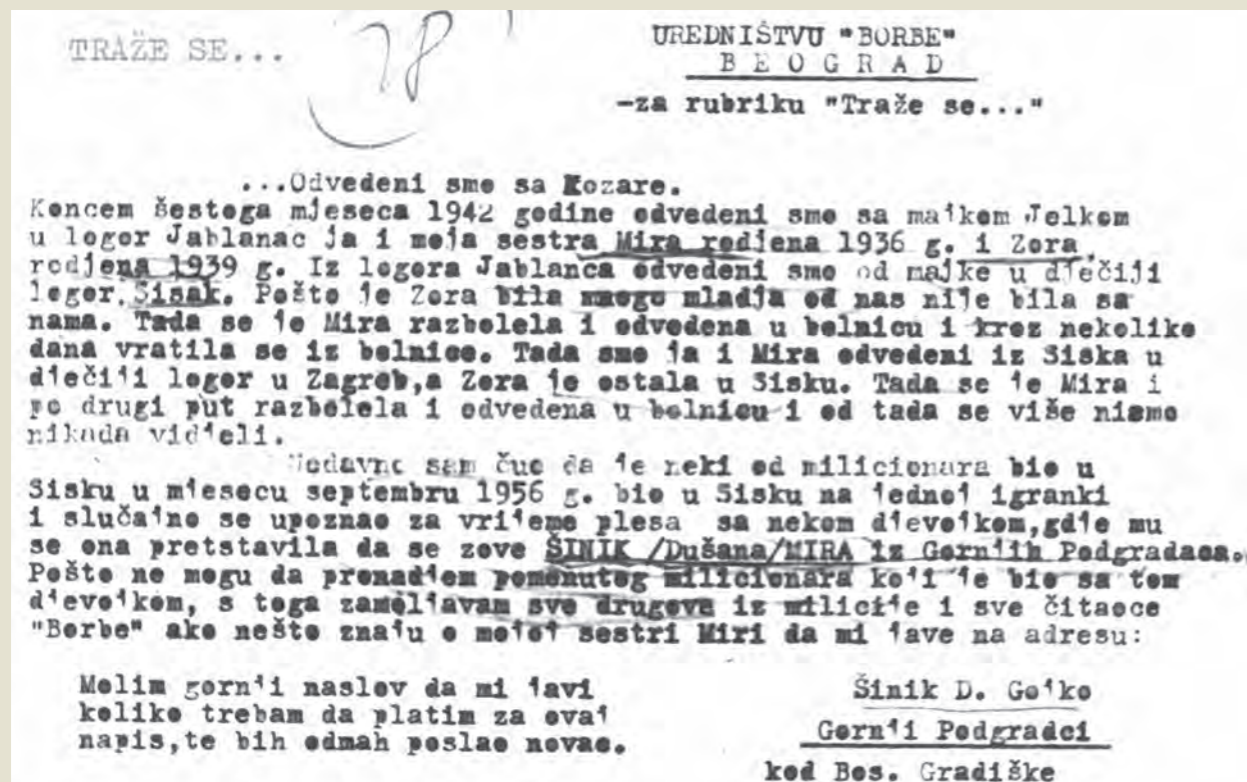 TRAŽE SE...
28
UREDNIŠTVU "BORBE"
BEOGRAD
-za rubriku "Traže se..."
...Odvedeni sme sa Kozare.
Koncem šestoga mjeseca 1942 godine odvedeni smo sa majkom Jelkom
u logor Jablanac ja i moja sestra Mira rodjena 1936 g. i Zora
rodjena 1939 g. Iz logora Jablanca odvedeni smo od majke u dječiji
logor Sisak. Pošto je Zora bila mnogo mladja od nas nije bila sa
nama. Tada se je Mira razbolela i odvedena u bolnicu i kroz nekoliko
dana vratila se iz bolnice. Tada smo ja i Mira odvedeni iz Siska u
dječiji logor u Zagreb,a Zora je ostala u Sisku. Tada se je Mira i
po drugi put razbolela i odvedena u bolnicu i od tada se više nismo
nikada vidjeli.
Nedavno sam čuo da je neki od milicionara bio u
Sisku u mjesecu septembru 1956 g. bio u Sisku na jednoj igranki
i slučajno se upoznao za vrijeme plesa sa nekom djevojkom,gdje mu
se ona pretstavila da se zove ŠINIK /Dušana/MIRA iz Gornjih Podgradaca.
Pošto ne mogu da pronadjem pomenutog milicionara koji je bio sa tom
djevojkom, s toga zamoljavam sve drugove iz milicije i sve čitaoce
"Borbe" ako nešto znaju o mojoj sestri Miri da mi jave na adresu:
Molim gornji naslov da mi javi
koliko trebam da platim za ovaj
napis,te bih odmah poslao novac.
Šinik D. Gojko
Gornji Podgradci
kod Bos. Gradiške